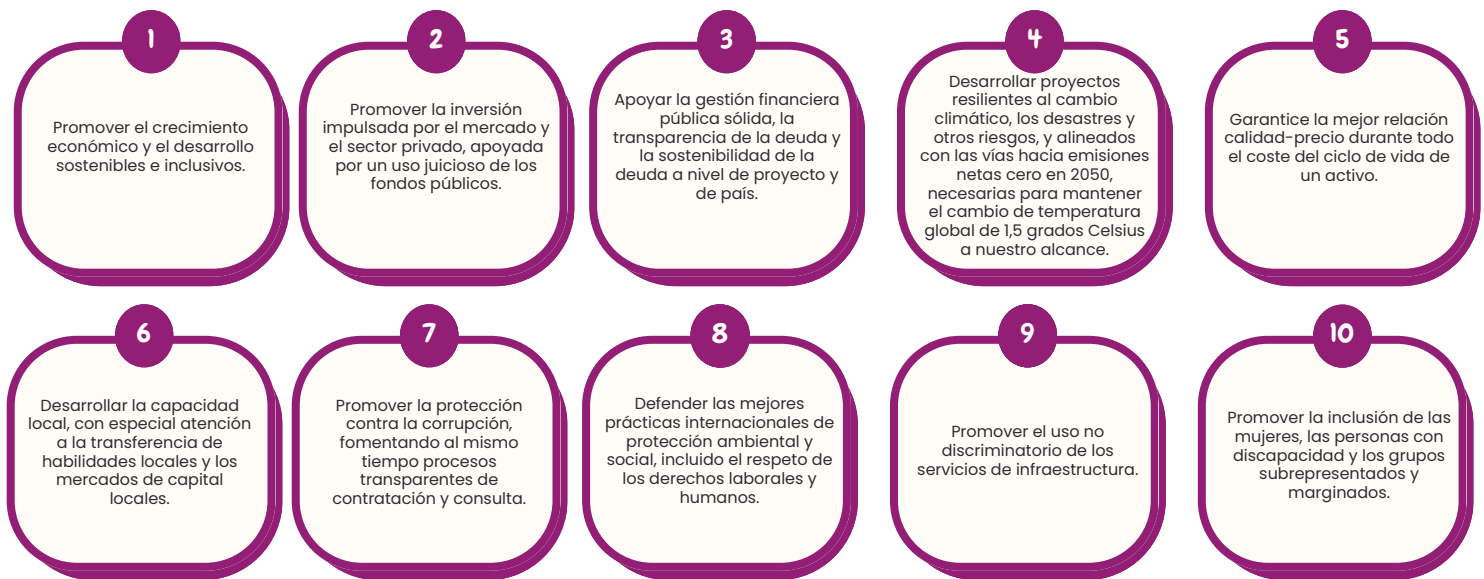 1
Promover el crecimiento
económico y el desarrollo
sostenibles e inclusivos.
2
Promover la inversión
impulsada por el mercado y
el sector privado, apoyada
por un uso juicioso de los
fondos públicos.
3
Apoyar la gestión financiera
pública sólida, la
transparencia de la deuda y
la sostenibilidad de la
deuda a nivel de proyecto y
de país.
4
Desarrollar proyectos
resilientes al cambio
climático, los desastres y
otros riesgos, y alineados
con las vías hacia emisiones
netas cero en 2050,
necesarias para mantener
el cambio de temperatura
global de 1,5 grados Celsius
a nuestro alcance.
5
Garantice la mejor relación
calidad-precio durante todo
el coste del ciclo de vida de
un activo.
6
Desarrollar la capacidad
local, con especial atención
a la transferencia de
habilidades locales y los
mercados de capital
locales.
7
Promover la protección
contra la corrupción,
fomentando al mismo
tiempo procesos
transparentes de
contratación y consulta.
8
Defender las mejores
prácticas internacionales de
protección ambiental y
social, incluido el respeto de
los derechos laborales y
humanos.
9
Promover el uso no
discriminatorio de los
servicios de infraestructura.
10
Promover la inclusión de las
mujeres, las personas con
discapacidad y los grupos
subrepresentados y
marginados.